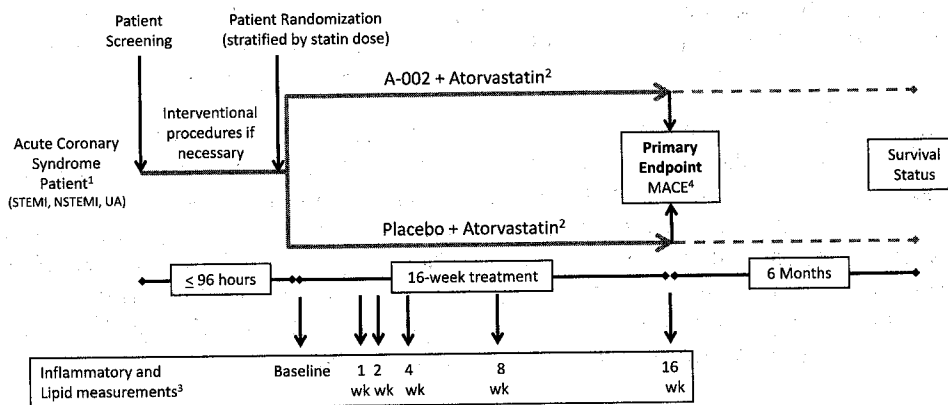 Patient
Screening
Patient Randomization
(stratified by statin dose)
A-002 + Atorvastatin²
Interventional
procedures if
necessary
Acute Coronary
Syndrome
Patient¹
(STEMI, NSTEMI, UA)
Primary
Endpoint
MACE⁴
Survival
Status
Placebo + Atorvastatin²
≤ 96 hours
16-week treatment
6 Months
Inflammatory and
Lipid measurements³
Baseline
1
wk
2
wk
4
wk
8
wk
16
wk